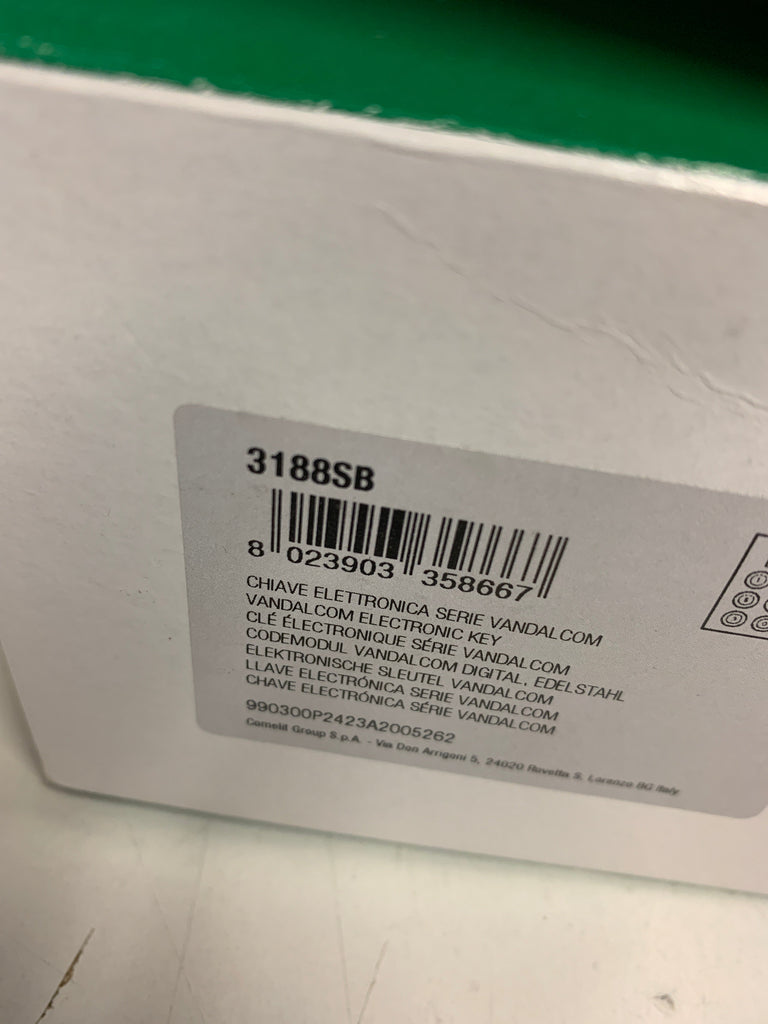 3188SB
8 023903 358667
CHIAVE ELETTRONICA SERIE VANDALCOM
VANDALCOM ELECTRONIC KEY
CLÉ ÉLECTRONIQUE SÉRIE VANDALCOM
CODEMODUL VANDALCOM DIGITAL, EDELSTAHL
ELEKTRONISCHE SLEUTEL VANDALCOM
LLAVE ELECTRÓNICA SERIE VANDALCOM
CHAVE ELECTRÓNICA SÉRIE VANDALCOM
990300P2423A2005262
Comelit Group S.p.A. - Via Don Arrigoni 5, 24020 Rovetta S. Lorenzo BG Italy